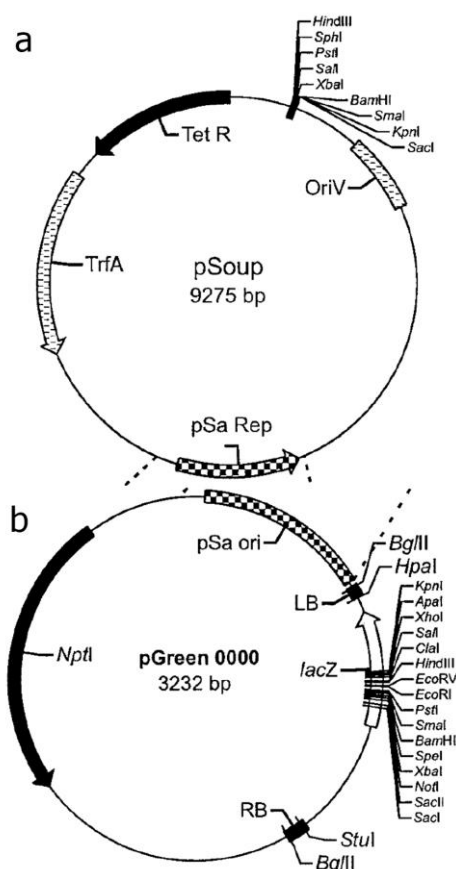 a
HindIII
SphI
PstI
SalI
XbaI
BamHI
SmaI
KpnI
SacI
Tet R
OriV
TrfA
pSoup
9275 bp
pSa Rep
b
pSa ori
BglII
HpaI
LB
KpnI
ApaI
XhoI
SalI
ClaI
HindIII
EcoRV
EcoRI
PstI
SmaI
BamHI
SpeI
XbaI
NotI
SacII
SacI
lacZ
NptI
pGreen 0000
3232 bp
RB
StuI
BglII